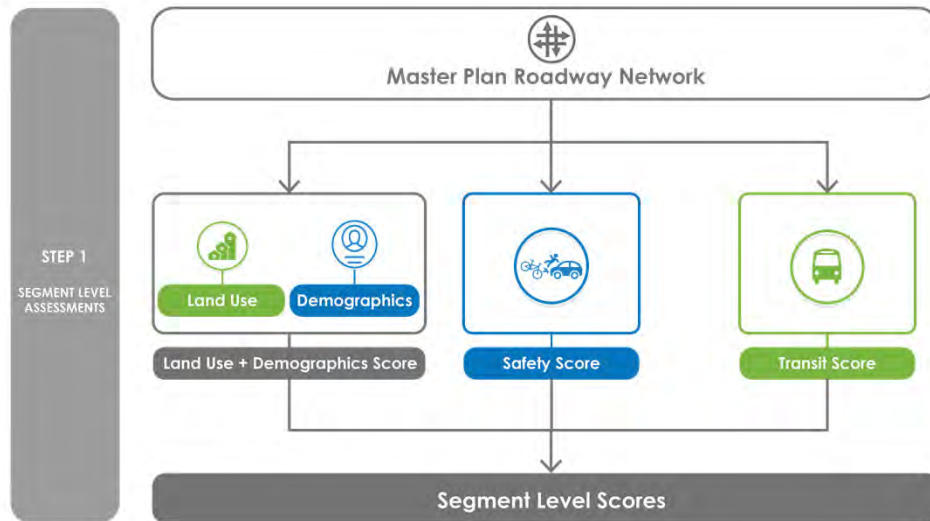 Master Plan Roadway Network
STEP 1
SEGMENT LEVEL
ASSESSMENTS
Land Use
Demographics
Land Use + Demographics Score
Safety Score
Transit Score
Segment Level Scores